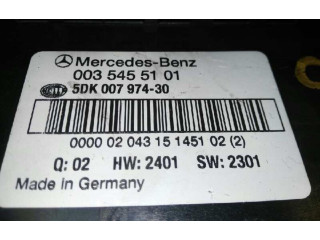 Mercedes-Benz
003 545 51 01
HELLA 5DK 007 974-30
0000 02 043 15 1451 02 (2)
Q: 02 HW: 2401 SW: 2301
Made in Germany